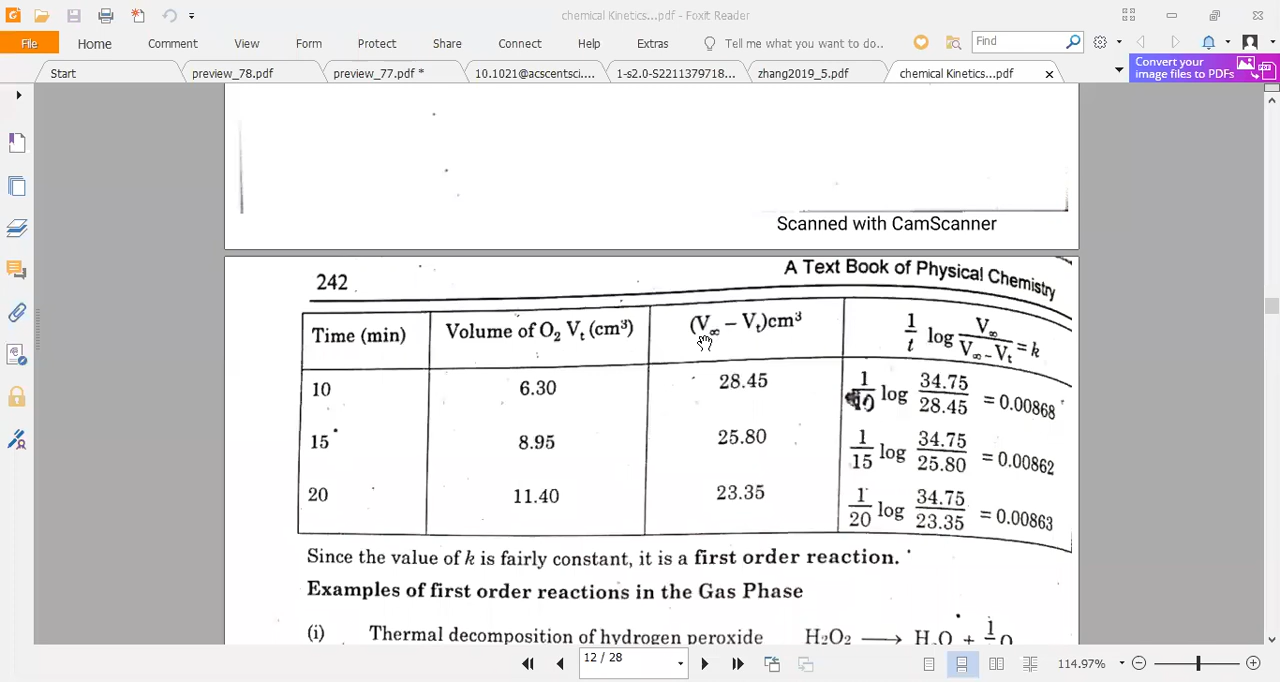 chemical Kinetics...pdf - Foxit Reader
File Home Comment View Form Protect Share Connect Help Extras Tell me what you want to do.. Find
Start preview_78.pdf preview_77.pdf * 10.1021@acscentsci.... 1-s2.0-S2211379718... zhang2019_5.pdf chemical Kinetics...pdf
Convert your
image files to PDFs
Scanned with CamScanner
242 A Text Book of Physical Chemistry
Time (min) Volume of O₂ Vₜ (cm³) (V∞ − Vₜ)cm³ 1/t log V∞/(V∞ − Vₜ) = k
10 6.30 28.45 1/10 log 34.75/28.45 = 0.00868
15 8.95 25.80 1/15 log 34.75/25.80 = 0.00862
20 11.40 23.35 1/20 log 34.75/23.35 = 0.00863
Since the value of k is fairly constant, it is a first order reaction.
Examples of first order reactions in the Gas Phase
(i) Thermal decomposition of hydrogen peroxide H₂O₂ ⟶ H₂O + 1
12 / 28 114.97%